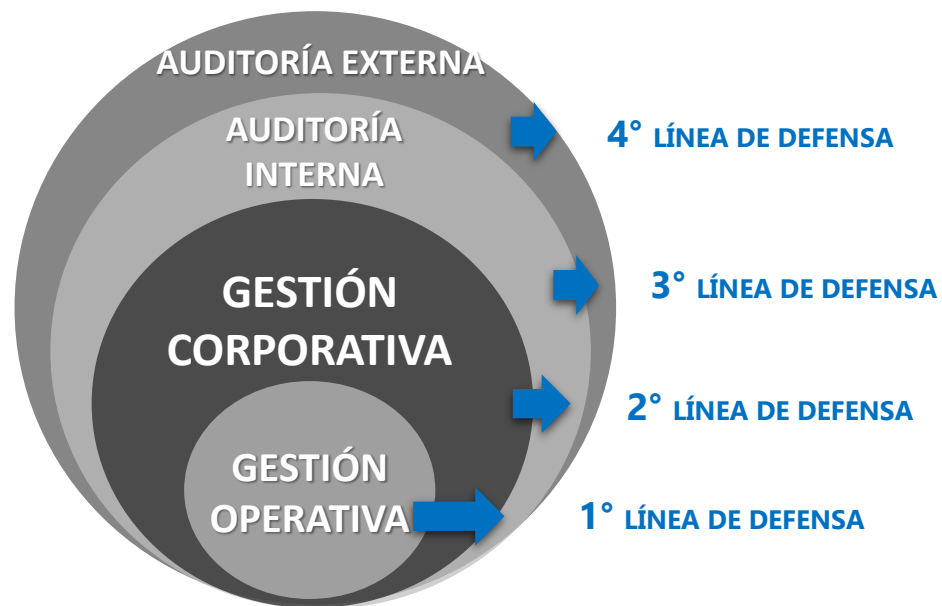 AUDITORÍA EXTERNA
AUDITORÍA
INTERNA
4° LÍNEA DE DEFENSA
GESTIÓN
CORPORATIVA
3° LÍNEA DE DEFENSA
2° LÍNEA DE DEFENSA
GESTIÓN
OPERATIVA
1° LÍNEA DE DEFENSA